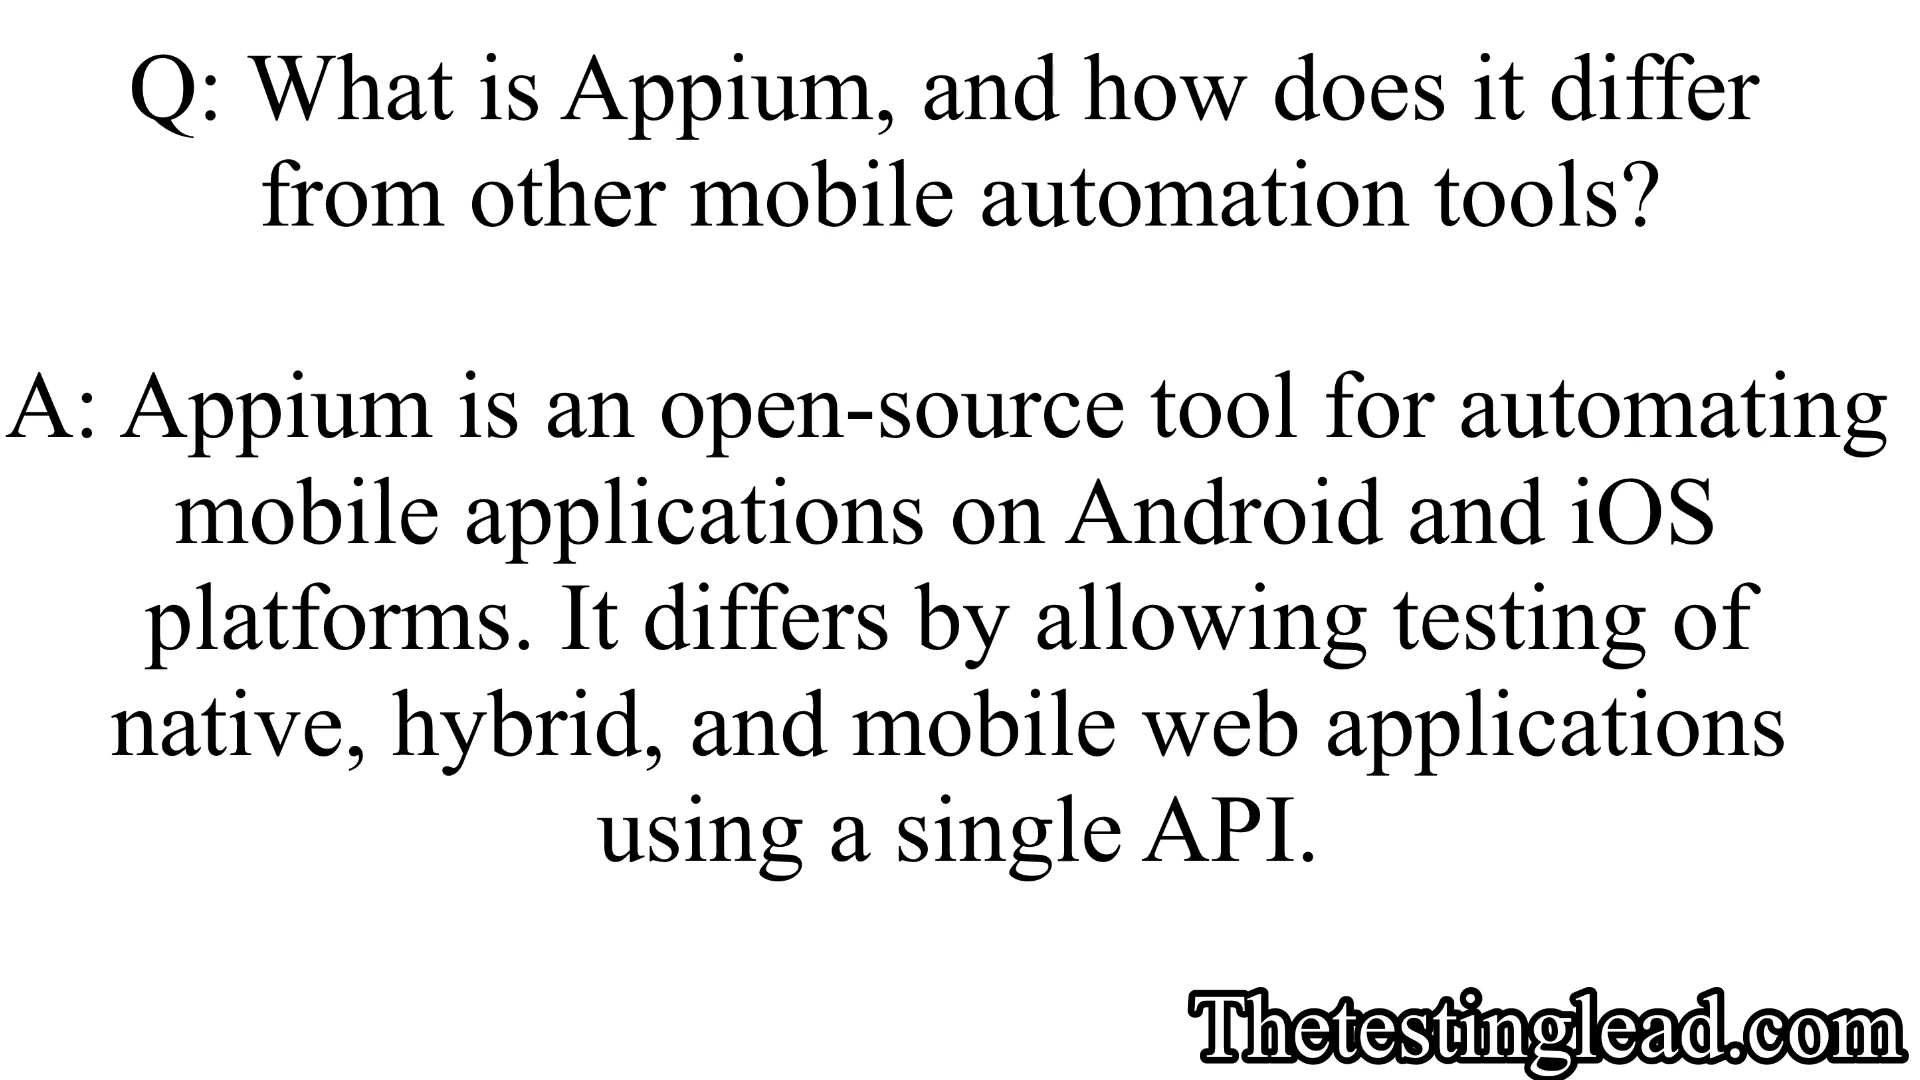 Q: What is Appium, and how does it differ
from other mobile automation tools?
A: Appium is an open-source tool for automating
mobile applications on Android and iOS
platforms. It differs by allowing testing of
native, hybrid, and mobile web applications
using a single API.
Thetestinglead.com